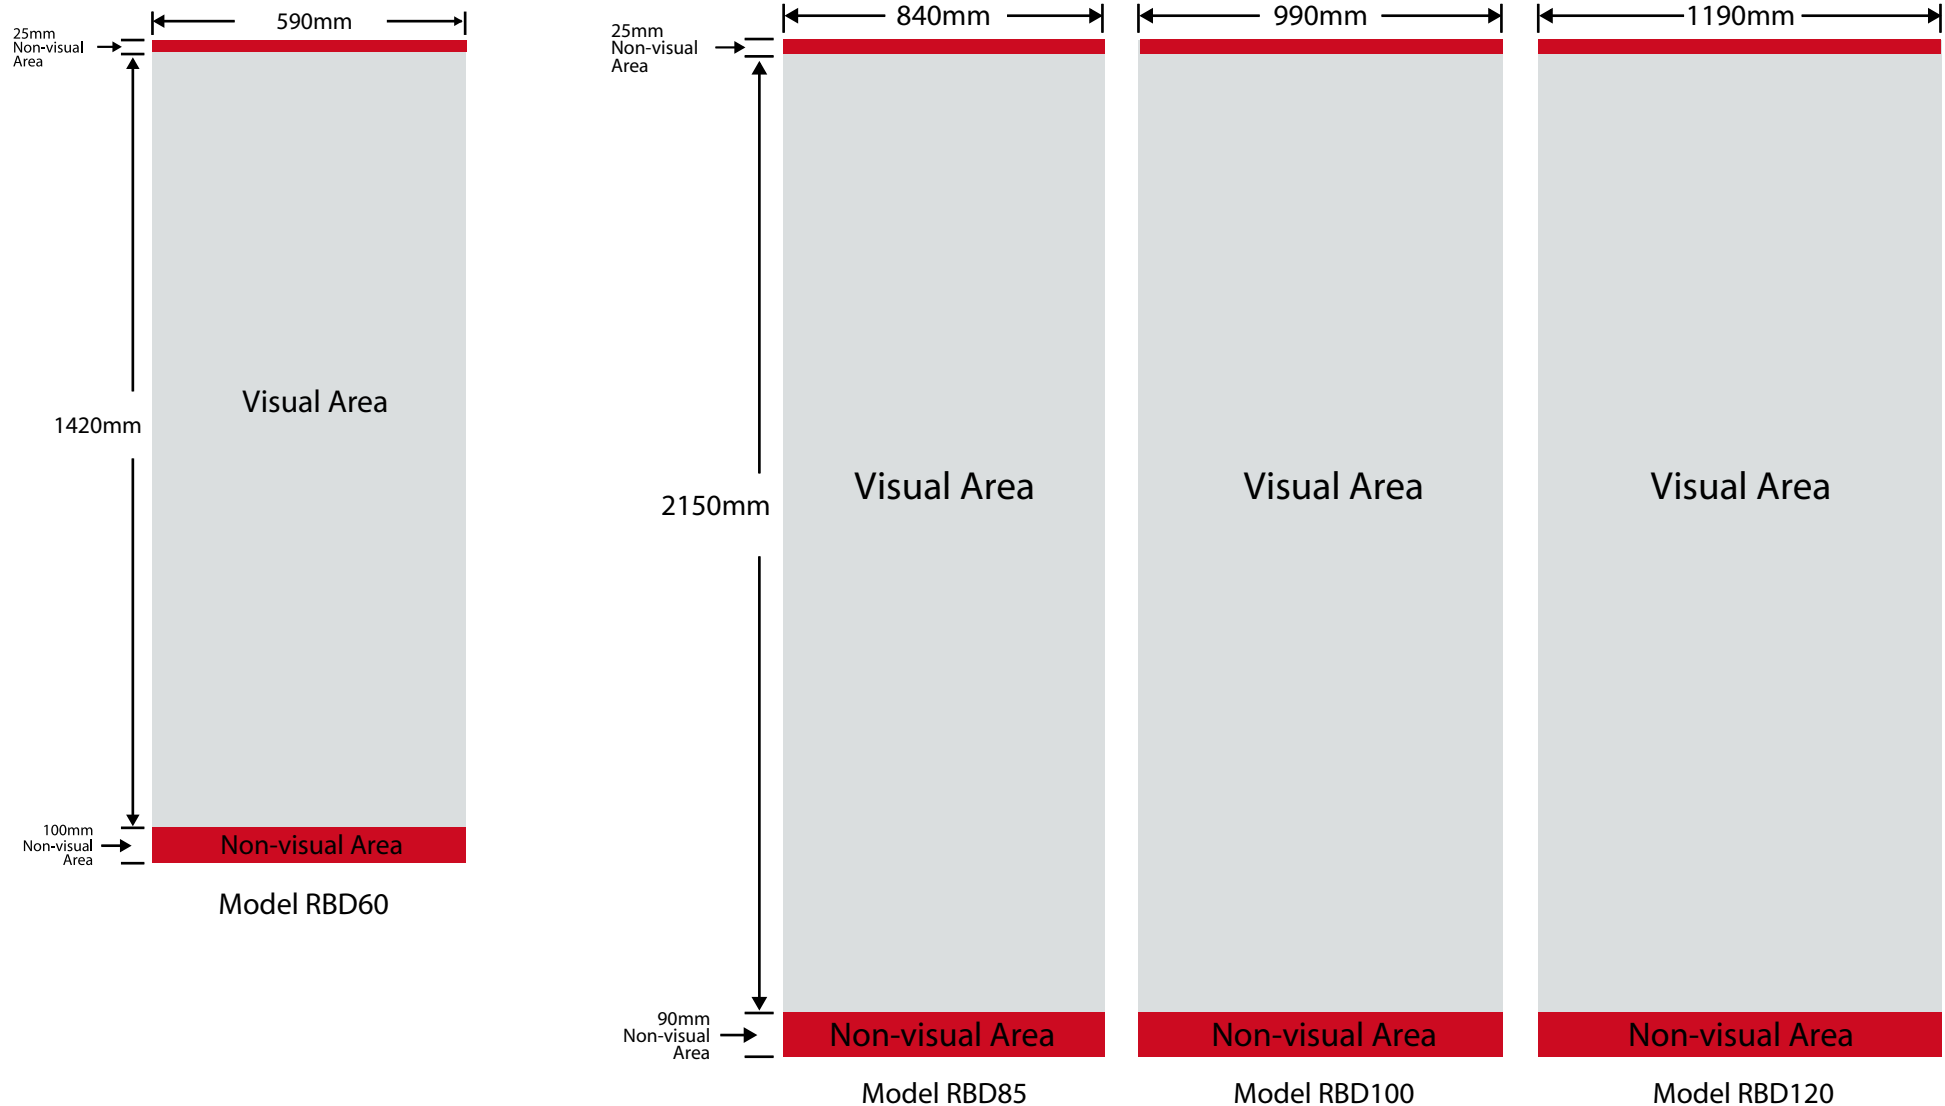 590mm
25mm
Non-visual
Area
1420mm
Visual Area
100mm
Non-visual
Area
Non-visual Area
Model RBD60
840mm
990mm
1190mm
25mm
Non-visual
Area
2150mm
Visual Area
Visual Area
Visual Area
90mm
Non-visual
Area
Non-visual Area
Non-visual Area
Non-visual Area
Model RBD85
Model RBD100
Model RBD120